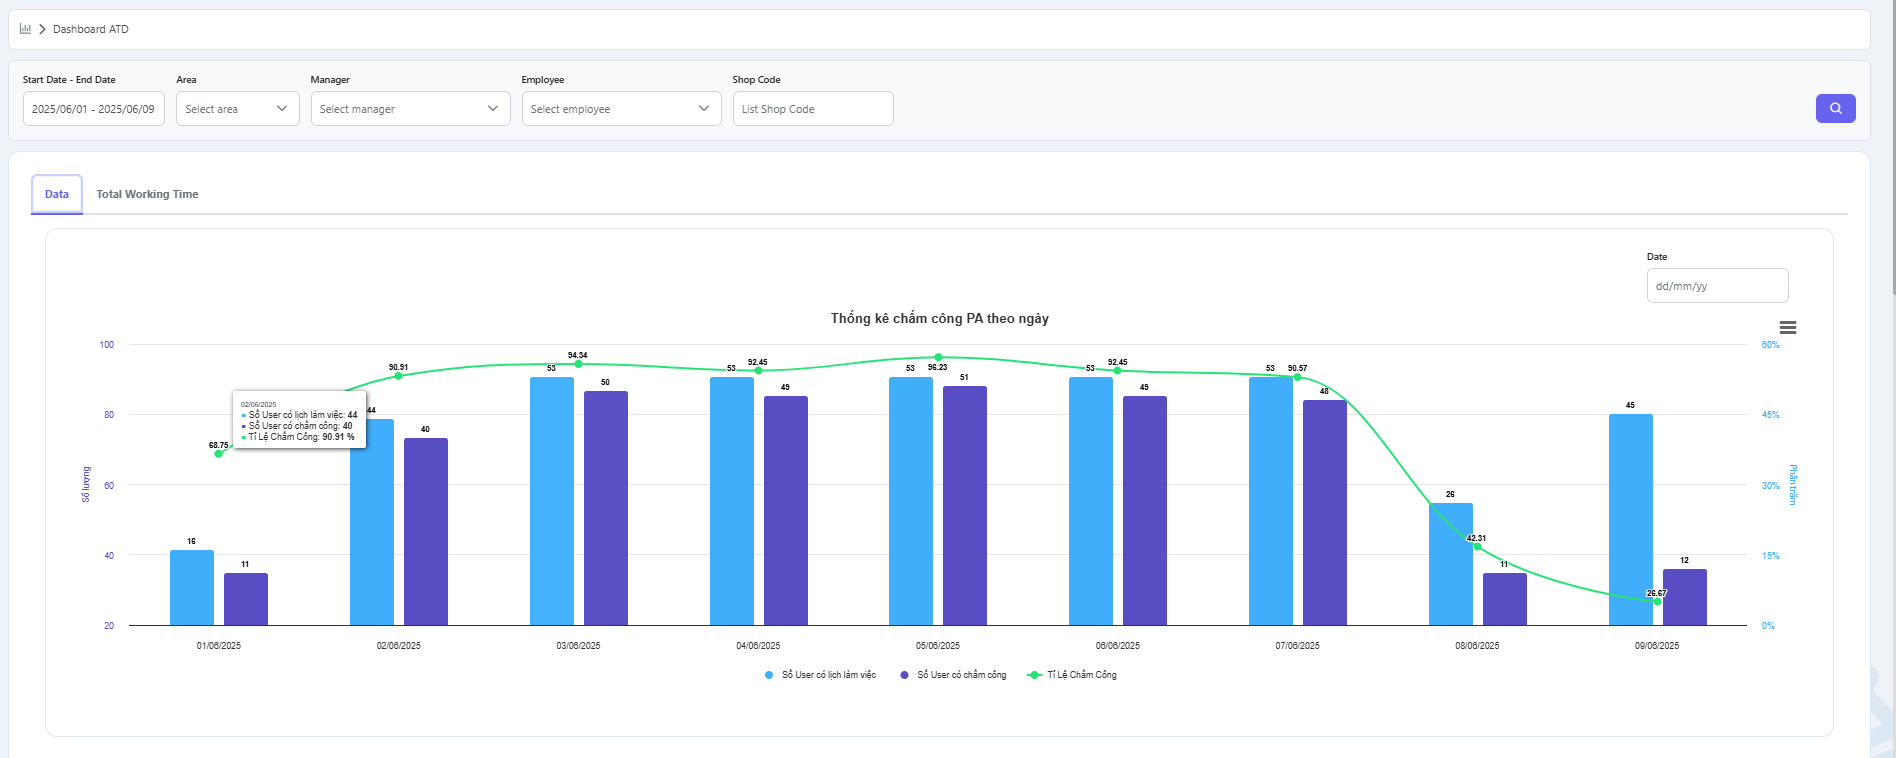 Dashboard ATD
Start Date - End Date
Area
Manager
Employee
Shop Code
2025/06/01 - 2025/06/09
Select area
Select manager
Select employee
List Shop Code
Data
Total Working Time
Date
dd/mm/yy
Thống kê chấm công PA theo ngày
100
80
60
40
20
Số lượng
60%
45%
30%
15%
0%
Phần trăm
68.75
90.91
94.34
92.45
96.23
92.45
90.57
42.31
26.67
16
11
44
40
53
50
53
49
53
51
53
49
53
48
26
11
45
12
02/06/2025
Số User có lịch làm việc: 44
Số User có chấm công: 40
Tỉ Lệ Chấm Công: 90.91 %
01/06/2025
02/06/2025
03/06/2025
04/06/2025
05/06/2025
06/06/2025
07/06/2025
08/06/2025
09/06/2025
Số User có lịch làm việc
Số User có chấm công
Tỉ Lệ Chấm Công